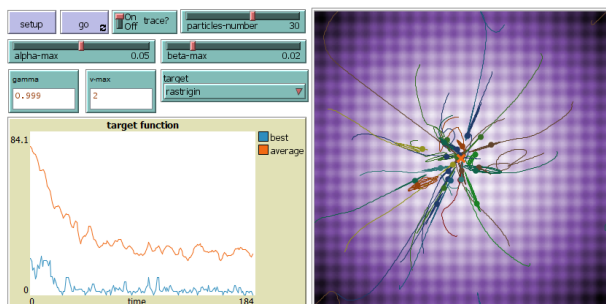 setup
go
On
Off
trace?
particles-number 30
alpha-max 0.05
beta-max 0.02
gamma
0.999
v-max
2
target
rastrigin
target function
84.1
0
0 time 184
best
average